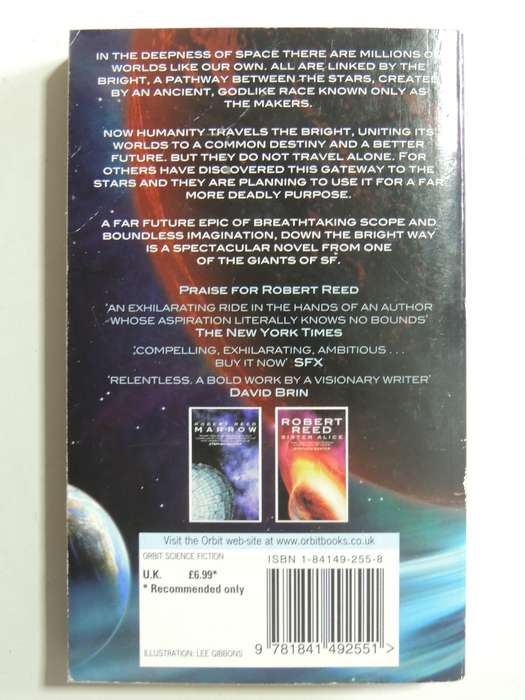 IN THE DEEPNESS OF SPACE THERE ARE MILLIONS OF
WORLDS LIKE OUR OWN. ALL ARE LINKED BY THE
BRIGHT, A PATHWAY BETWEEN THE STARS, CREATED
BY AN ANCIENT, GODLIKE RACE KNOWN ONLY AS
THE MAKERS.
NOW HUMANITY TRAVELS THE BRIGHT, UNITING ITS
WORLDS TO A COMMON DESTINY AND A BETTER
FUTURE. BUT THEY DO NOT TRAVEL ALONE. FOR
OTHERS HAVE DISCOVERED THIS GATEWAY TO THE
STARS AND THEY ARE PLANNING TO USE IT FOR A FAR
MORE DEADLY PURPOSE.
A FAR FUTURE EPIC OF BREATHTAKING SCOPE AND
BOUNDLESS IMAGINATION, DOWN THE BRIGHT WAY
IS A SPECTACULAR NOVEL FROM ONE
OF THE GIANTS OF SF.
PRAISE FOR ROBERT REED
'AN EXHILARATING RIDE IN THE HANDS OF AN AUTHOR
WHOSE ASPIRATION LITERALLY KNOWS NO BOUNDS'
THE NEW YORK TIMES
'COMPELLING, EXHILARATING, AMBITIOUS . . .
BUY IT NOW' SFX
'RELENTLESS. A BOLD WORK BY A VISIONARY WRITER'
DAVID BRIN
ROBERT REED
MARROW
ROBERT
REED
SISTER ALICE
Visit the Orbit web-site at www.orbitbooks.co.uk
ORBIT SCIENCE FICTION
U.K. £6.99*
* Recommended only
ILLUSTRATION: LEE GIBBONS
ISBN 1-84149-255-8
9 781841 492551 >